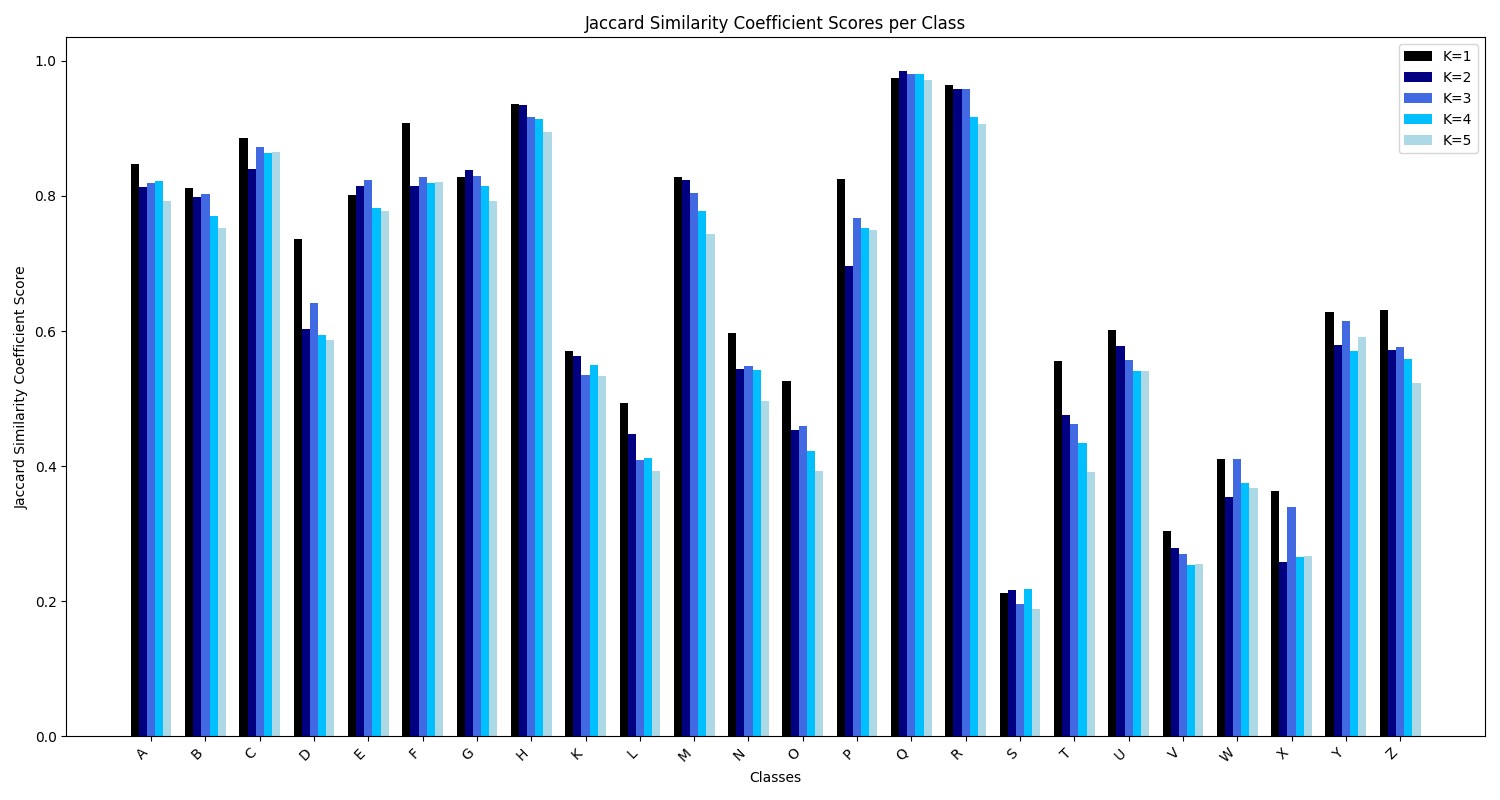 Jaccard Similarity Coefficient Scores per Class
K=1
K=2
K=3
K=4
K=5
Jaccard Similarity Coefficient Score
1.0
0.8
0.6
0.4
0.2
0.0
A B C D E F G H K L M N O P Q R S T U V W X Y Z
Classes